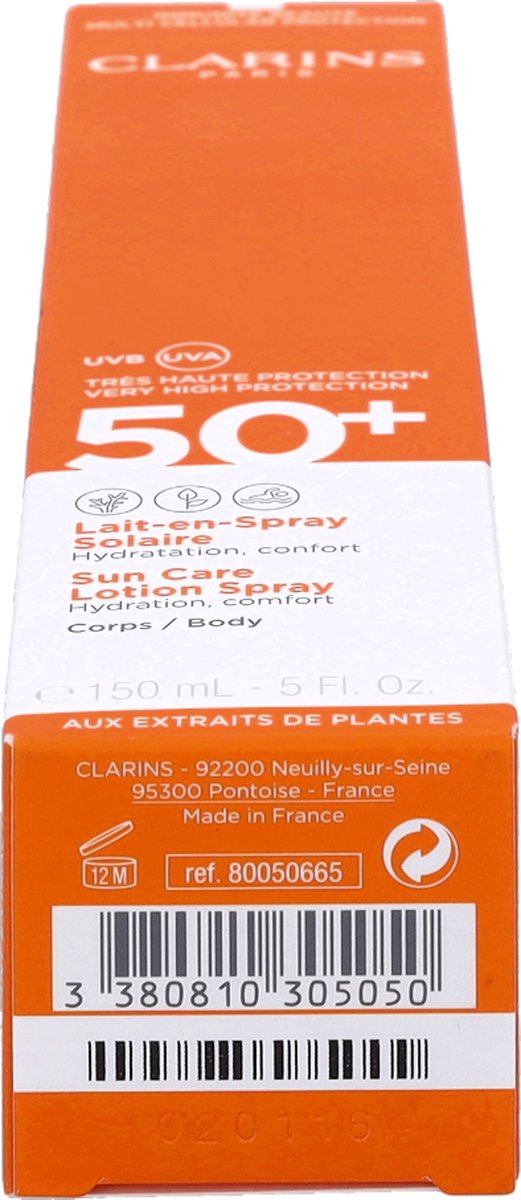 CLARINS
PARIS
UVB UVA
TRÈS HAUTE PROTECTION
VERY HIGH PROTECTION
50+
Lait-en-Spray
Solaire
Hydratation, confort
Sun Care
Lotion Spray
Hydration, comfort
Corps / Body
℮ 150 mL - 5 Fl. Oz.
AUX EXTRAITS DE PLANTES
CLARINS - 92200 Neuilly-sur-Seine
95300 Pontoise - France
Made in France
12 M
ref. 80050665
3 380810 305050